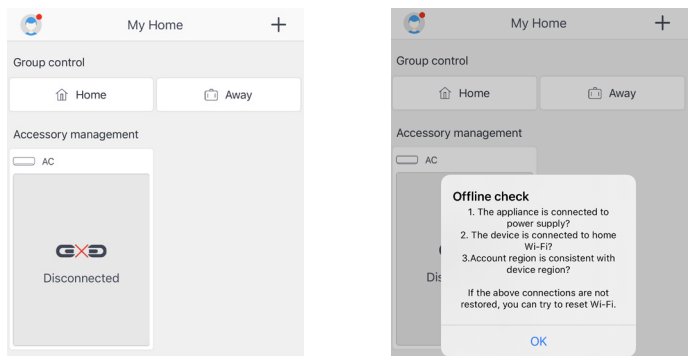 My Home
Group control
Home
Away
Accessory management
AC
Disconnected
My Home
Group control
Home
Away
Accessory management
AC
Dis
Offline check
1. The appliance is connected to
power supply?
2. The device is connected to home
Wi-Fi?
3.Account region is consistent with
device region?
If the above connections are not
restored, you can try to reset Wi-Fi.
OK